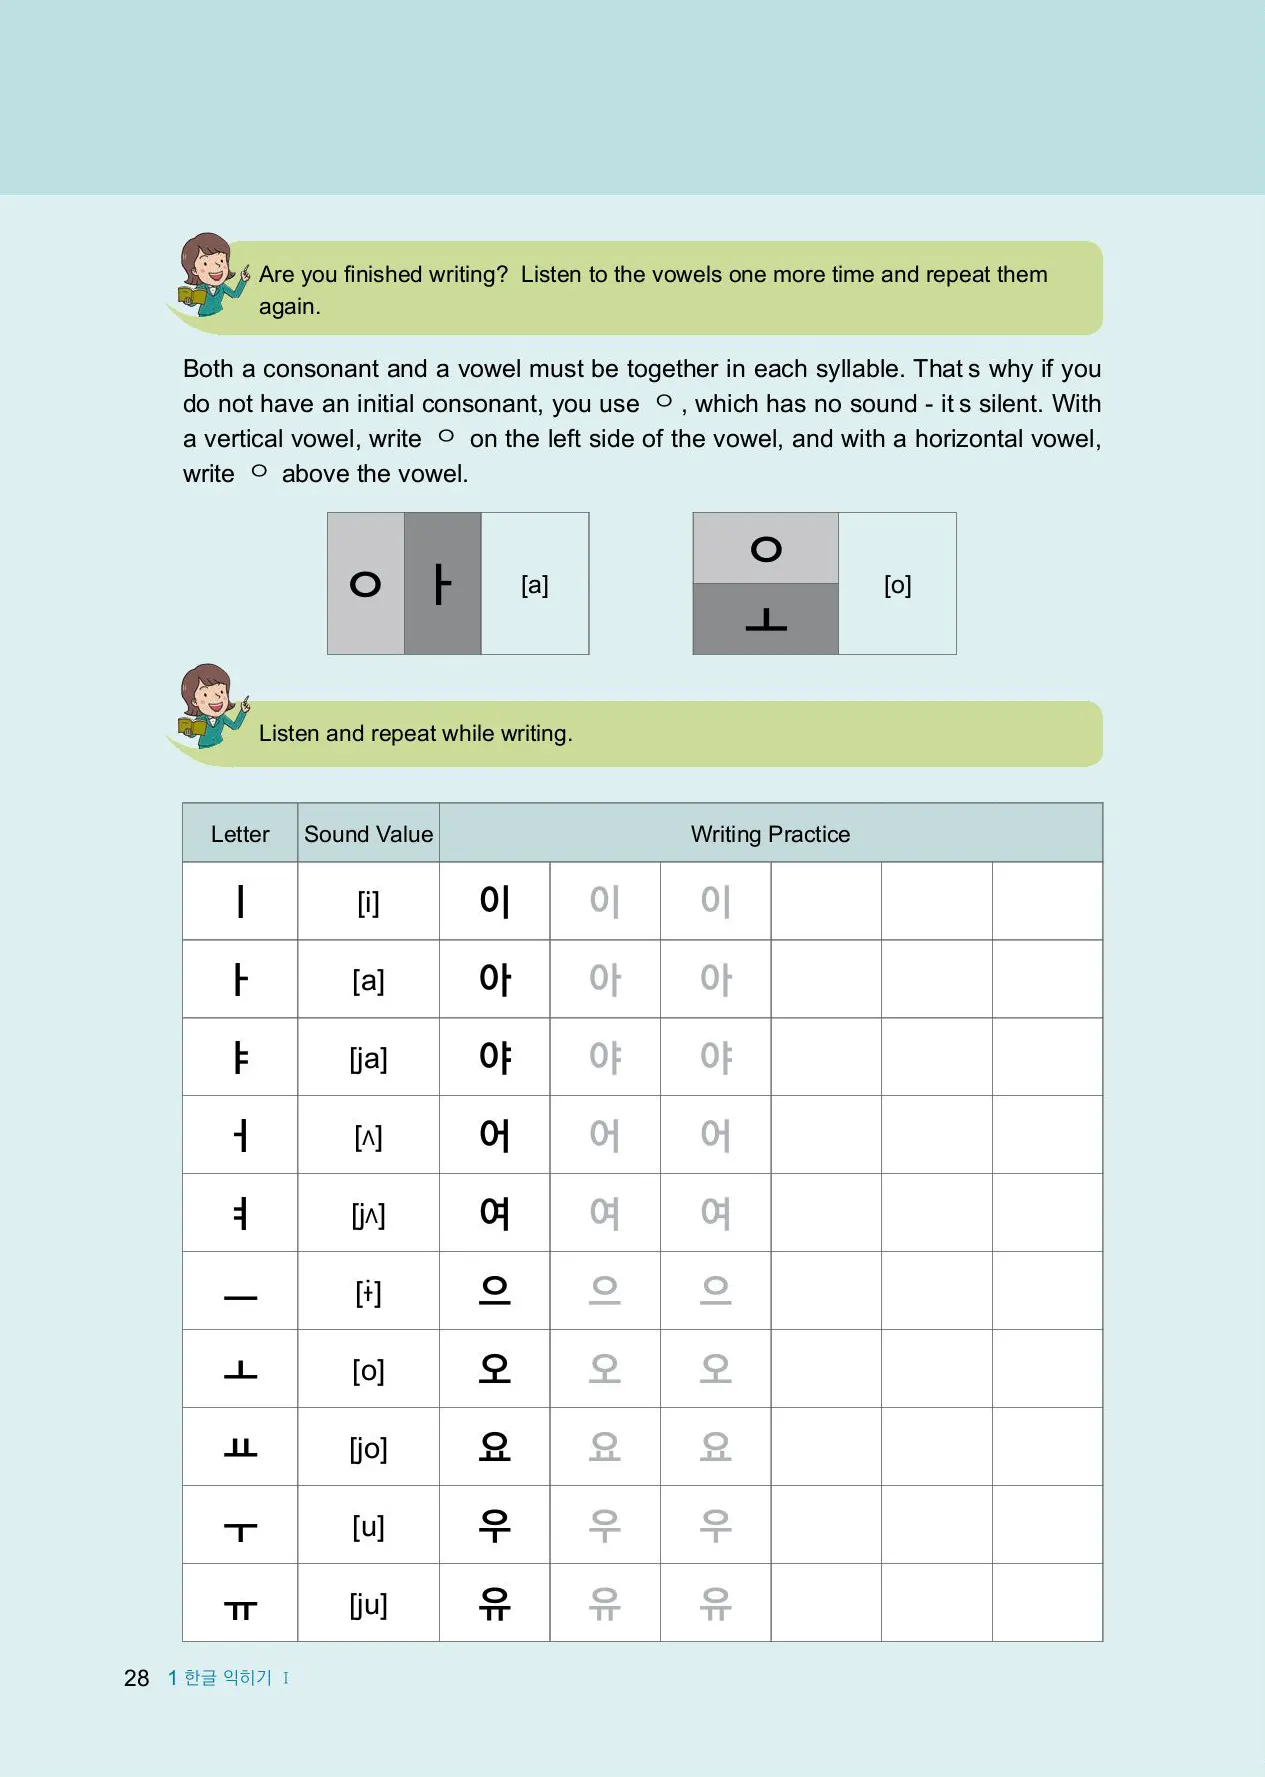 Are you finished writing?  Listen to the vowels one more time and repeat them
again.
Both a consonant and a vowel must be together in each syllable. That s why if you
do not have an initial consonant, you use ㅇ, which has no sound - it s silent. With
a vertical vowel, write ㅇ on the left side of the vowel, and with a horizontal vowel,
write ㅇ above the vowel.
ㅇ ㅏ [a]
ㅇ
ㅗ [o]
Listen and repeat while writing.
Letter Sound Value Writing Practice
ㅣ [i] 이 이 이
ㅏ [a] 아 아 아
ㅑ [ja] 야 야 야
ㅓ [ʌ] 어 어 어
ㅕ [jʌ] 여 여 여
ㅡ [ɨ] 으 으 으
ㅗ [o] 오 오 오
ㅛ [jo] 요 요 요
ㅜ [u] 우 우 우
ㅠ [ju] 유 유 유
28 1 한글 익히기 Ⅰ